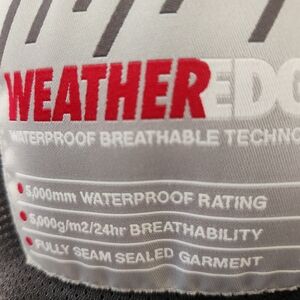 WEATHEREDG
WATERPROOF BREATHABLE TECHNO
5,000mm WATERPROOF RATING
5,000g/m2/24hr BREATHABILITY
FULLY SEAM SEALED GARMENT